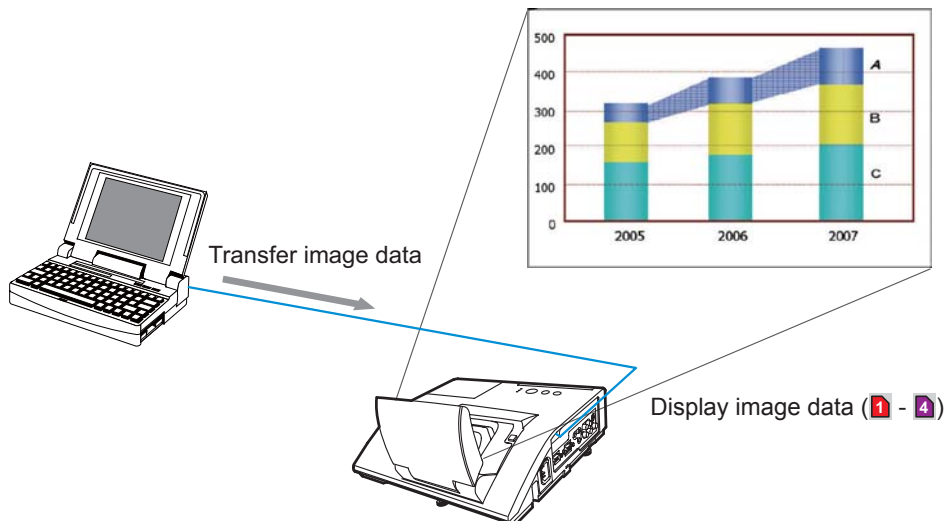 500
400
A
300
B
200
C
100
0
2005 2006 2007
Transfer image data
Display image data (1 - 4)